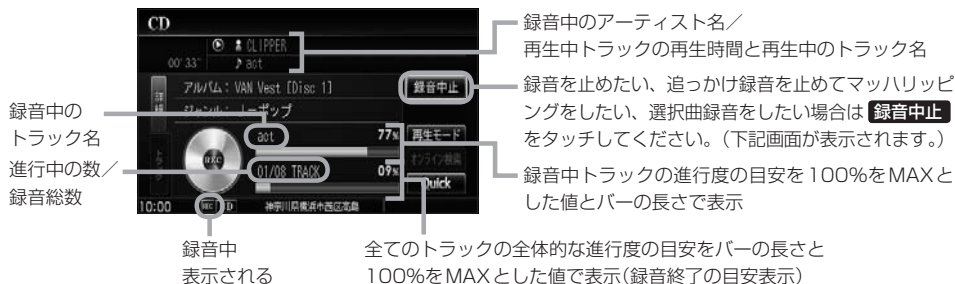 CD
CLIPPER
00'33"
act
アルバム：VAN Vest [Disc 1]
録音中止
詳細
act
77%
再生モード
オンライン検索
REC
01/08 TRACK
09%
Quick
10:00
REC
神奈川県横浜市西区高島
録音中のアーティスト名／
再生中トラックの再生時間と再生中のトラック名
録音を止めたい、追っかけ録音を止めてマッハリッピ
ングをしたい、選択曲録音をしたい場合は 録音中止
をタッチしてください。（下記画面が表示されます。）
録音中の
トラック名
進行中の数／
録音総数
録音中トラックの進行度の目安を100%をMAXと
した値とバーの長さで表示
録音中
表示される
全てのトラックの全体的な進行度の目安をバーの長さと
100%をMAXとした値で表示（録音終了の目安表示）